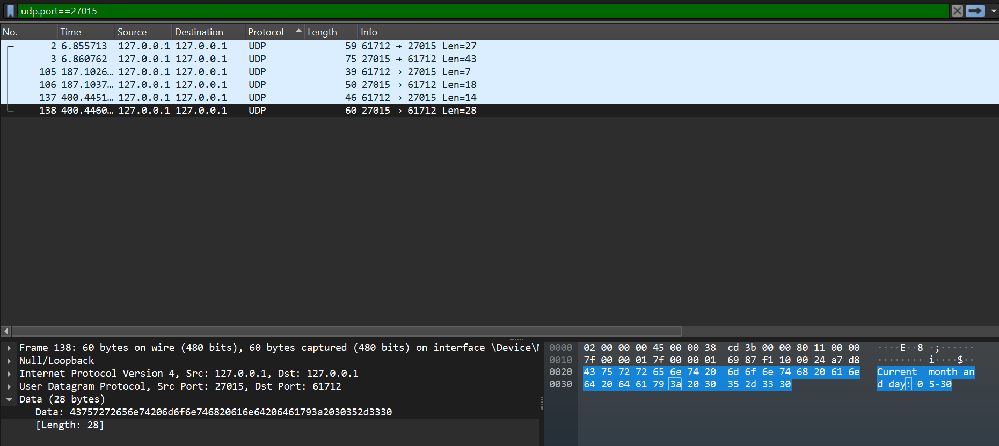 udp.port==27015
No. Time Source Destination Protocol Length Info
2 6.855713 127.0.0.1 127.0.0.1 UDP 59 61712 → 27015 Len=27
3 6.860762 127.0.0.1 127.0.0.1 UDP 75 27015 → 61712 Len=43
105 187.1026… 127.0.0.1 127.0.0.1 UDP 39 61712 → 27015 Len=7
106 187.1037… 127.0.0.1 127.0.0.1 UDP 50 27015 → 61712 Len=18
137 400.4451… 127.0.0.1 127.0.0.1 UDP 46 61712 → 27015 Len=14
138 400.4460… 127.0.0.1 127.0.0.1 UDP 60 27015 → 61712 Len=28
Frame 138: 60 bytes on wire (480 bits), 60 bytes captured (480 bits) on interface \Device\N
Null/Loopback
Internet Protocol Version 4, Src: 127.0.0.1, Dst: 127.0.0.1
User Datagram Protocol, Src Port: 27015, Dst Port: 61712
Data (28 bytes)
Data: 43757272656e74206d6f6e746820616e64206461793a2030352d3330
[Length: 28]
0000 02 00 00 00 45 00 00 38 cd 3b 00 00 80 11 00 00 ····E··8 ·;······
0010 7f 00 00 01 7f 00 00 01 69 87 f1 10 00 24 a7 d8 ········ i····$··
0020 43 75 72 72 65 6e 74 20 6d 6f 6e 74 68 20 61 6e Current month an
0030 64 20 64 61 79 3a 20 30 35 2d 33 30 d day: 0 5-30